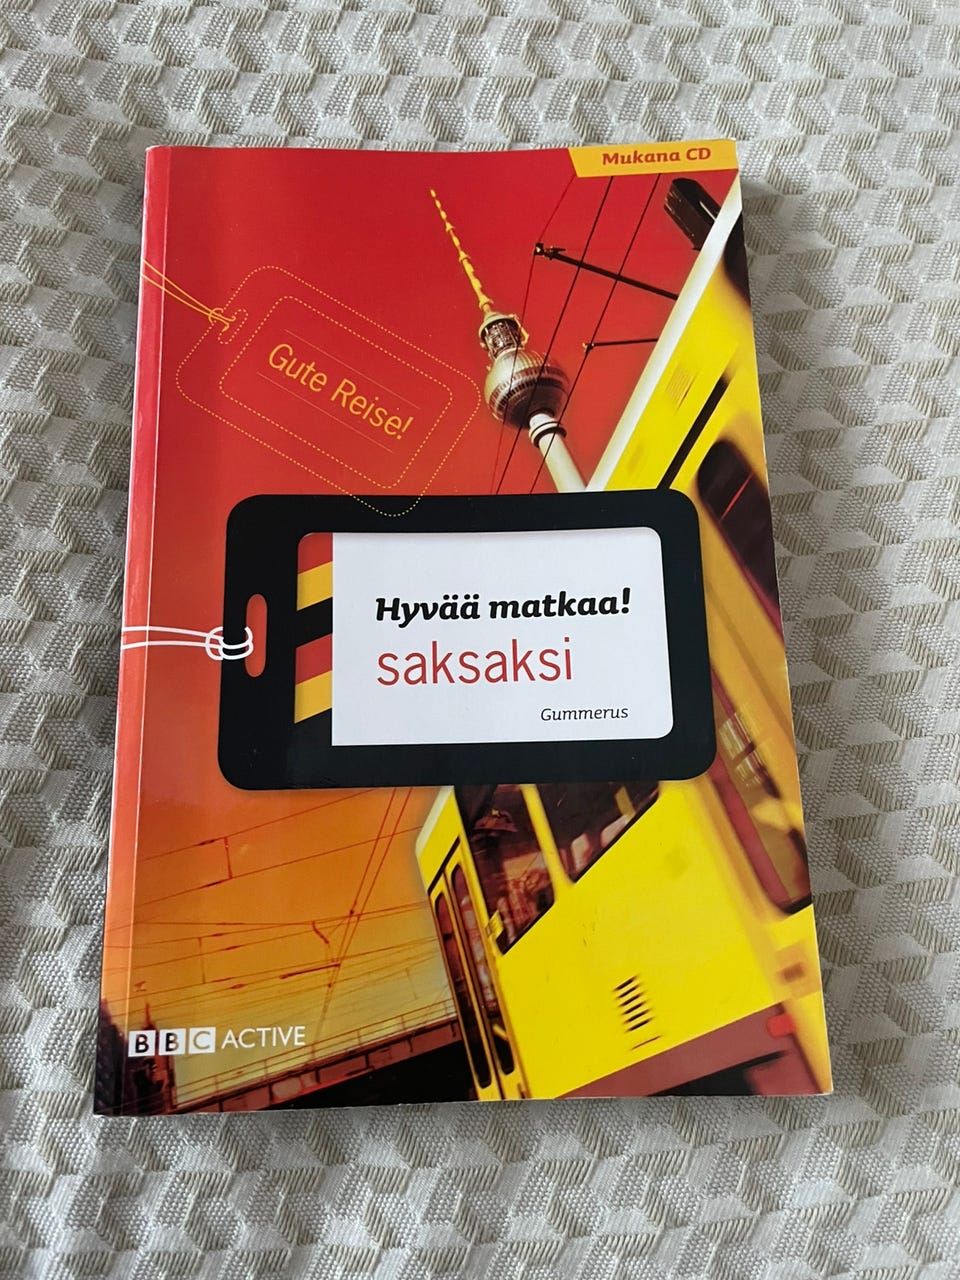 Mukana CD
Gute Reise!
Hyvää matkaa!
saksaksi
Gummerus
BBC ACTIVE